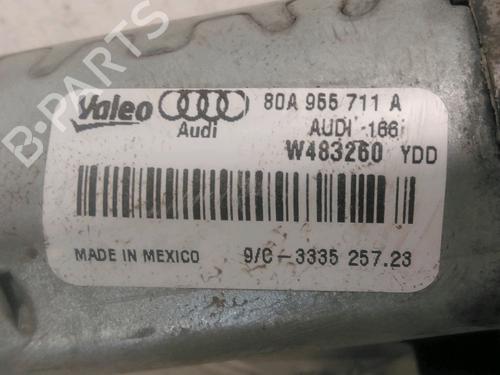 Valeo Audi 80A 955 711 A
AUDI 166
W483260 YDD
MADE IN MEXICO 9/C-3335 257.23
B-PARTS